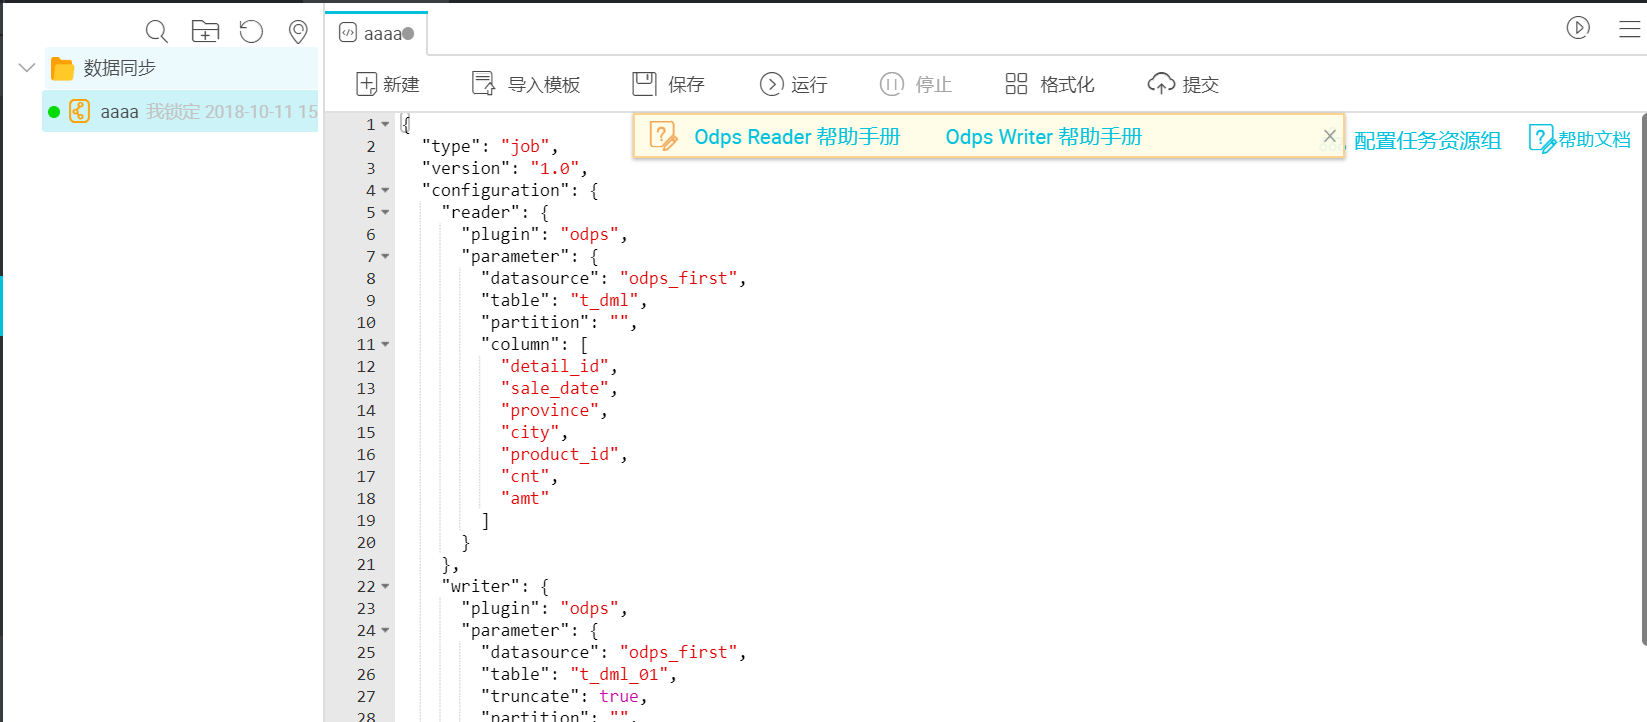 数据同步
aaaa 我锁定 2018-10-11 15
aaaa
新建 导入模板 保存 运行 停止 格式化 提交
Odps Reader 帮助手册 Odps Writer 帮助手册
配置任务资源组 帮助文档
1 {
2 "type": "job",
3 "version": "1.0",
4 "configuration": {
5 "reader": {
6 "plugin": "odps",
7 "parameter": {
8 "datasource": "odps_first",
9 "table": "t_dml",
10 "partition": "",
11 "column": [
12 "detail_id",
13 "sale_date",
14 "province",
15 "city",
16 "product_id",
17 "cnt",
18 "amt"
19 ]
20 }
21 },
22 "writer": {
23 "plugin": "odps",
24 "parameter": {
25 "datasource": "odps_first",
26 "table": "t_dml_01",
27 "truncate": true,
28 "partition": "",